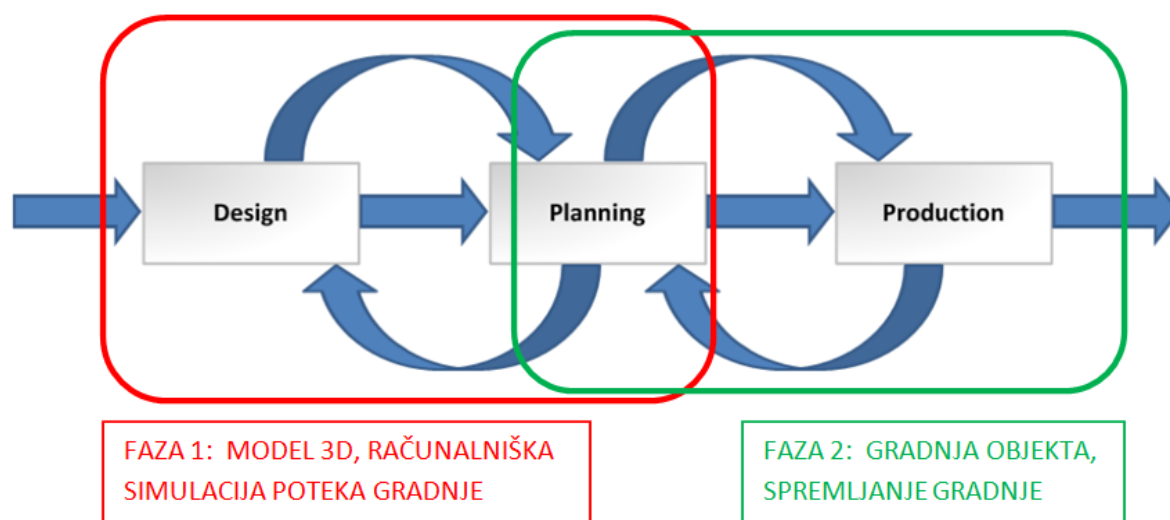 Design
Planning
Production
FAZA 1:  MODEL 3D, RAČUNALNIŠKA
SIMULACIJA POTEKA GRADNJE
FAZA 2:  GRADNJA OBJEKTA,
SPREMLJANJE GRADNJE